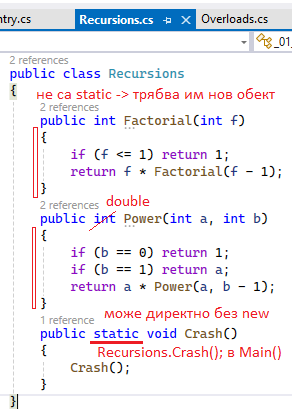 ntry.cs
Recursions.cs
Overloads.cs
_01_
2 references
public class Recursions
{
не са static -> трябва им нов обект
2 references
public int Factorial(int f)
{
if (f <= 1) return 1;
return f * Factorial(f - 1);
}
double
2 references
public int Power(int a, int b)
{
if (b == 0) return 1;
if (b == 1) return a;
return a * Power(a, b - 1);
}
може директно без new
1 reference
public static void Crash()
{
Recursions.Crash(); в Main()
Crash();
}
}